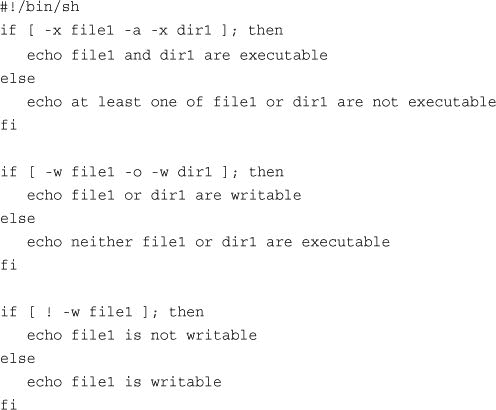 #!/bin/sh
if [ -x file1 -a -x dir1 ]; then
   echo file1 and dir1 are executable
else
   echo at least one of file1 or dir1 are not executable
fi

if [ -w file1 -o -w dir1 ]; then
   echo file1 or dir1 are writable
else
   echo neither file1 or dir1 are executable
fi

if [ ! -w file1 ]; then
   echo file1 is not writable
else
   echo file1 is writable
fi